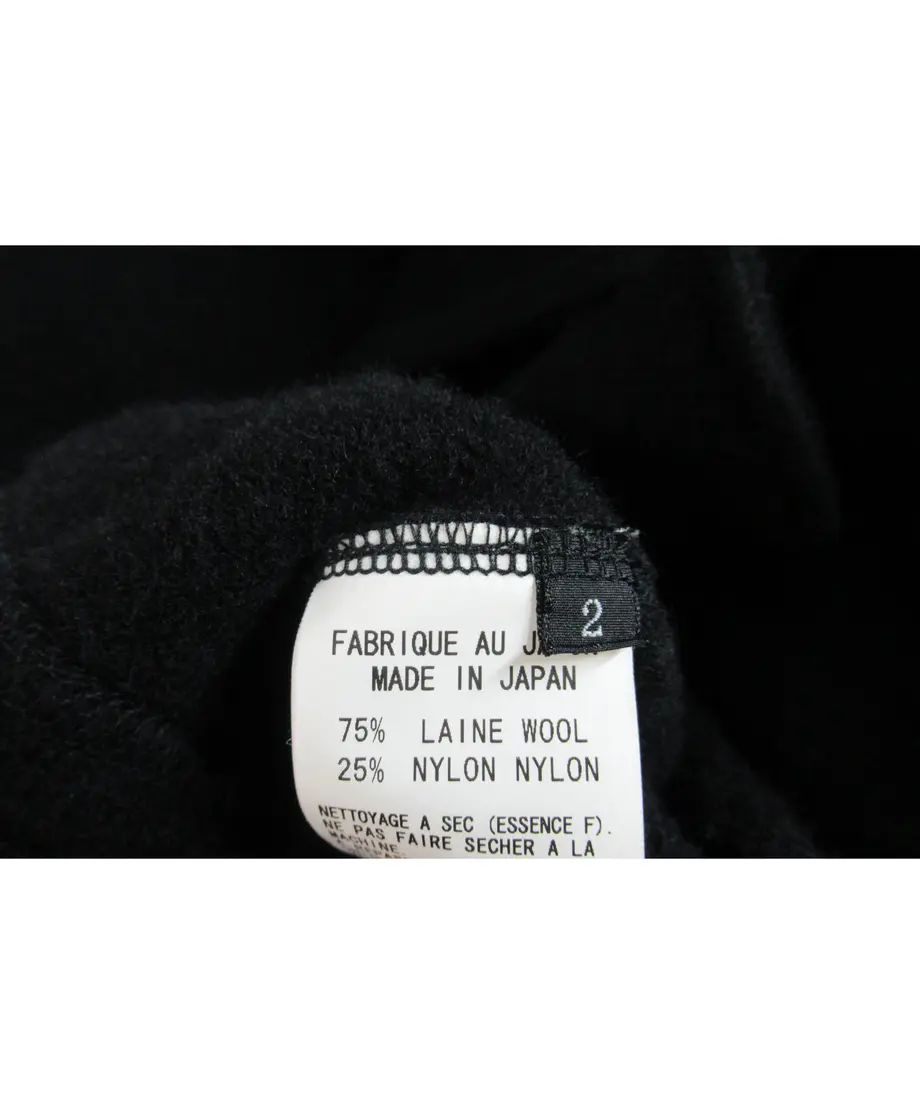 2
FABRIQUE AU
MADE IN JAPAN
75% LAINE WOOL
25% NYLON NYLON
NETTOYAGE A SEC (ESSENCE F).
NE PAS FAIRE SECHER A LA
MACHINE